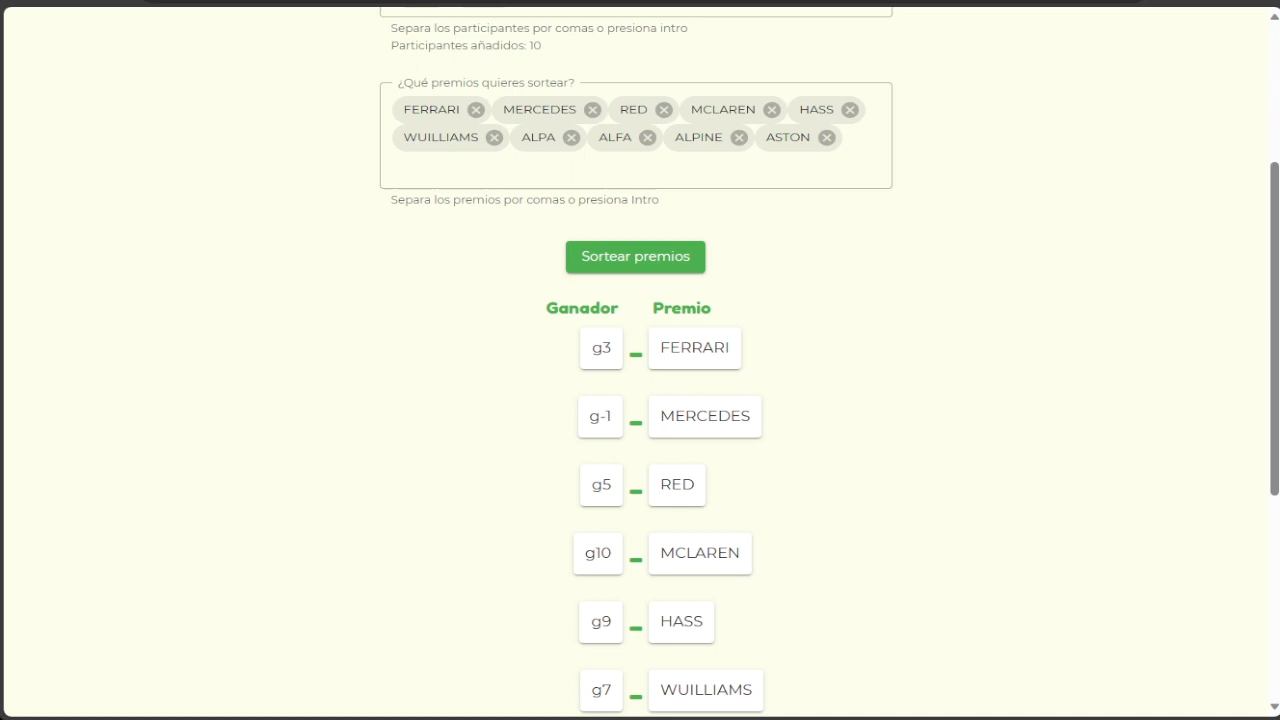 Separa los participantes por comas o presiona intro
Participantes añadidos: 10
¿Qué premios quieres sortear?
FERRARI MERCEDES RED MCLAREN HASS
WUILLIAMS ALPA ALFA ALPINE ASTON
Separa los premios por comas o presiona Intro
Sortear premios
Ganador Premio
g3 - FERRARI
g-1 - MERCEDES
g5 - RED
g10 - MCLAREN
g9 - HASS
g7 - WUILLIAMS